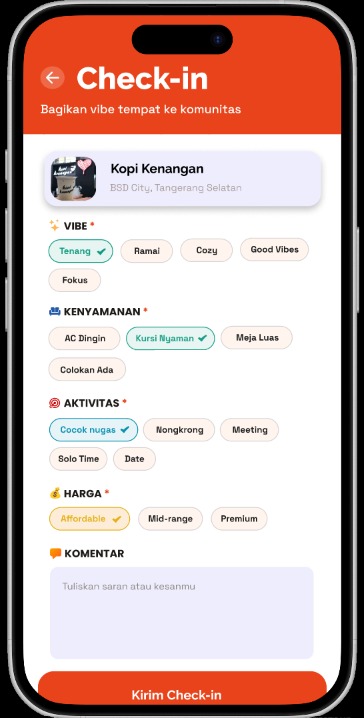 Check-in
Bagikan vibe tempat ke komunitas
Kopi Kenangan
BSD City, Tangerang Selatan
VIBE *
Tenang Ramai Cozy Good Vibes
Fokus
KENYAMANAN *
AC Dingin Kursi Nyaman Meja Luas
Colokan Ada
AKTIVITAS *
Cocok nugas Nongkrong Meeting
Solo Time Date
HARGA *
Affordable Mid-range Premium
KOMENTAR
Tuliskan saran atau kesanmu
Kirim Check-in